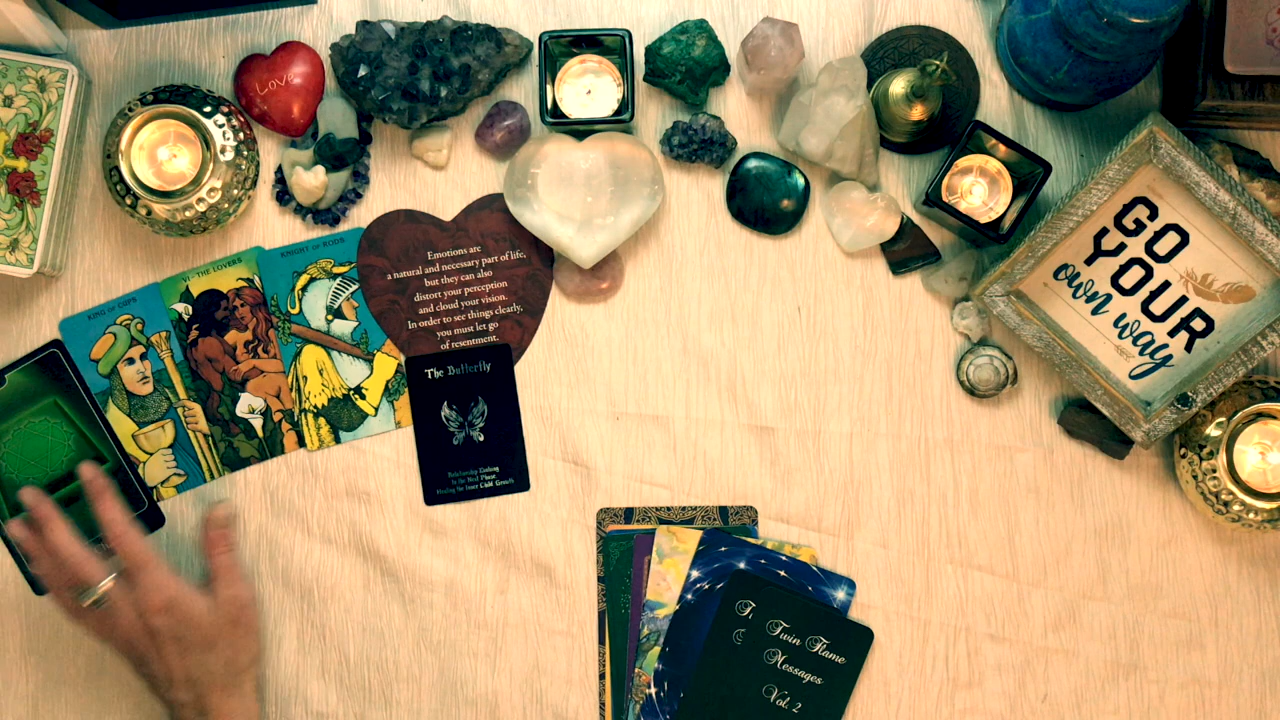 Love
KING OF CUPS
VI - THE LOVERS
KNIGHT OF RODS
Emotions are
a natural and necessary part of life,
but they can also
distort your perception
and cloud your vision.
In order to see things clearly,
you must let go
of resentment.
The Butterfly
Relationship Evolving
to the Next Phase
Healing the Inner Child Growth
GO
YOUR
own way
Twin Flame
Messages
Vol. 2